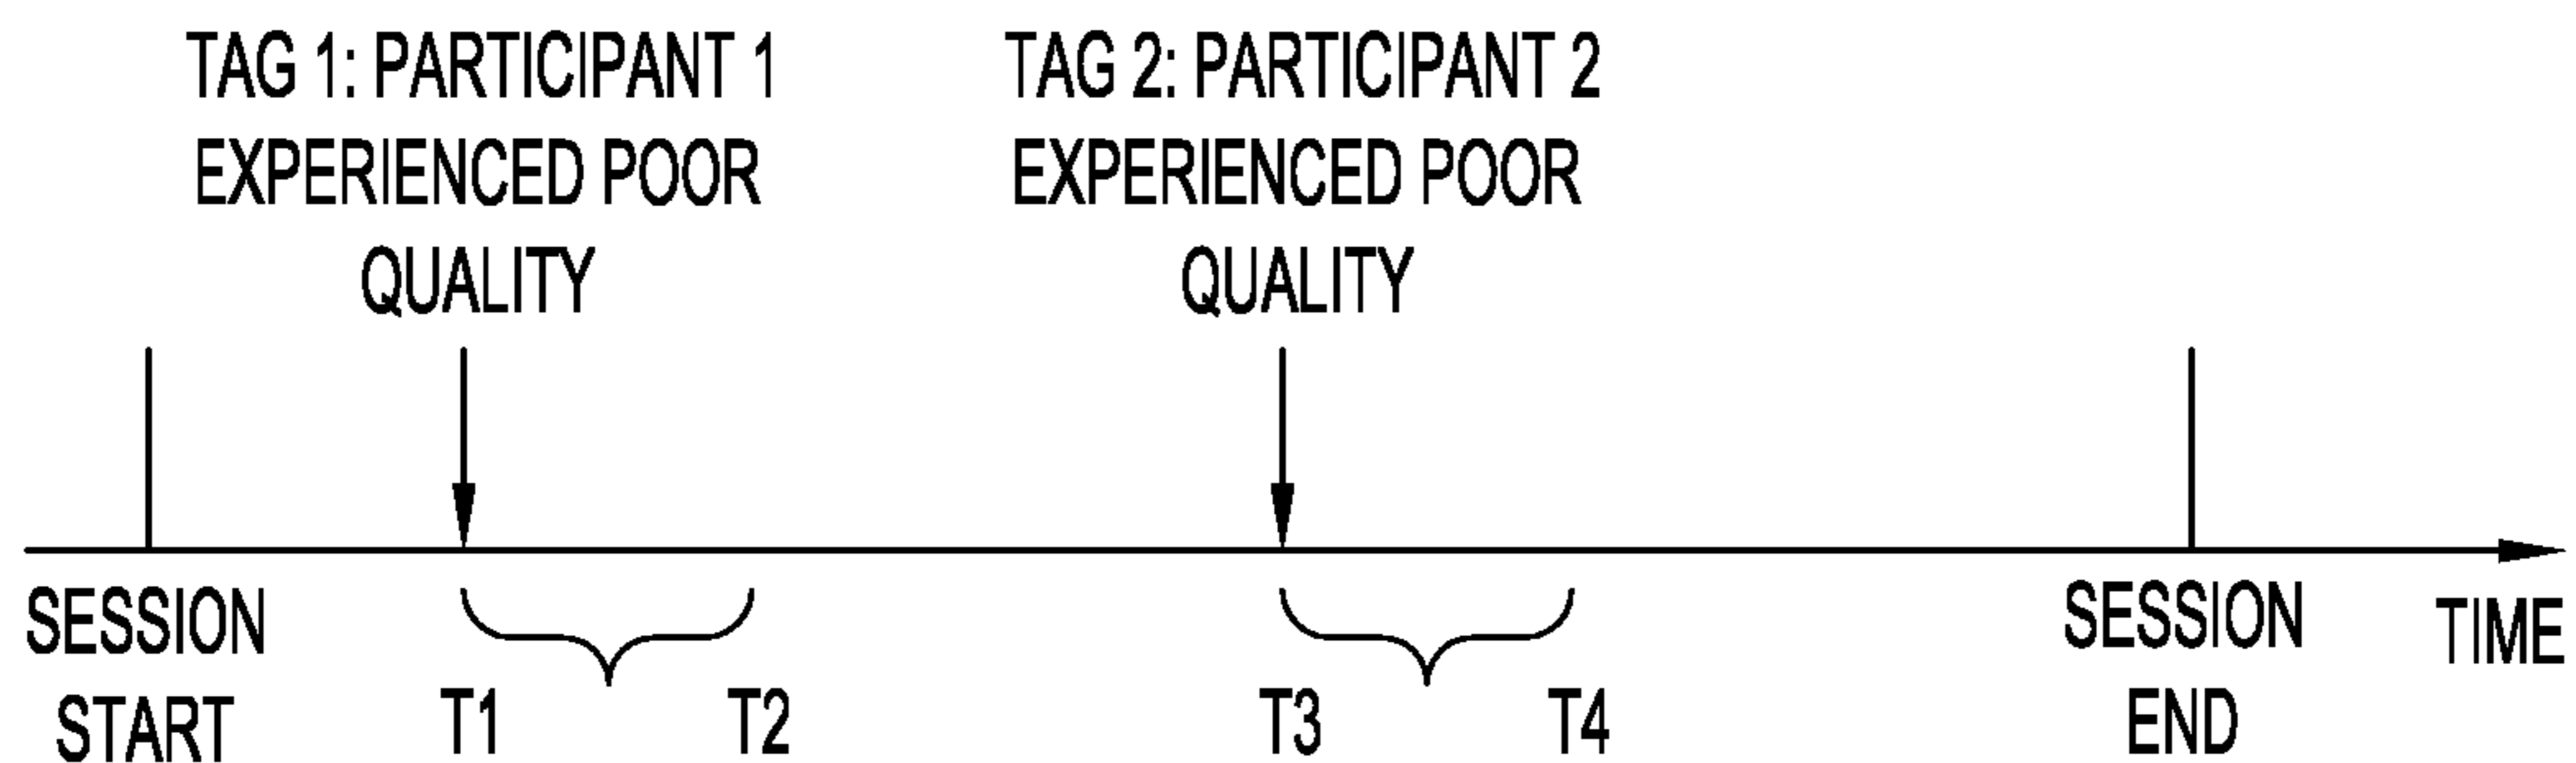 TAG 1: PARTICIPANT 1
EXPERIENCED POOR
QUALITY
TAG 2: PARTICIPANT 2
EXPERIENCED POOR
QUALITY
SESSION
START
T1
T2
T3
T4
SESSION
END
TIME